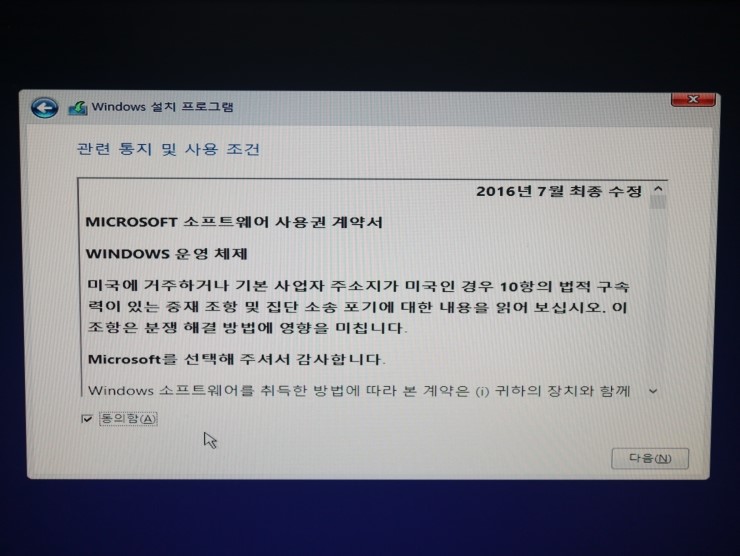 Windows 설치 프로그램
관련 통지 및 사용 조건
2016년 7월 최종 수정
MICROSOFT 소프트웨어 사용권 계약서
WINDOWS 운영 체제
미국에 거주하거나 기본 사업자 주소지가 미국인 경우 10항의 법적 구속
력이 있는 중재 조항 및 집단 소송 포기에 대한 내용을 읽어 보십시오. 이
조항은 분쟁 해결 방법에 영향을 미칩니다.
Microsoft를 선택해 주셔서 감사합니다.
Windows 소프트웨어를 취득한 방법에 따라 본 계약은 (i) 귀하의 장치와 함께
동의함(A)
다음(N)